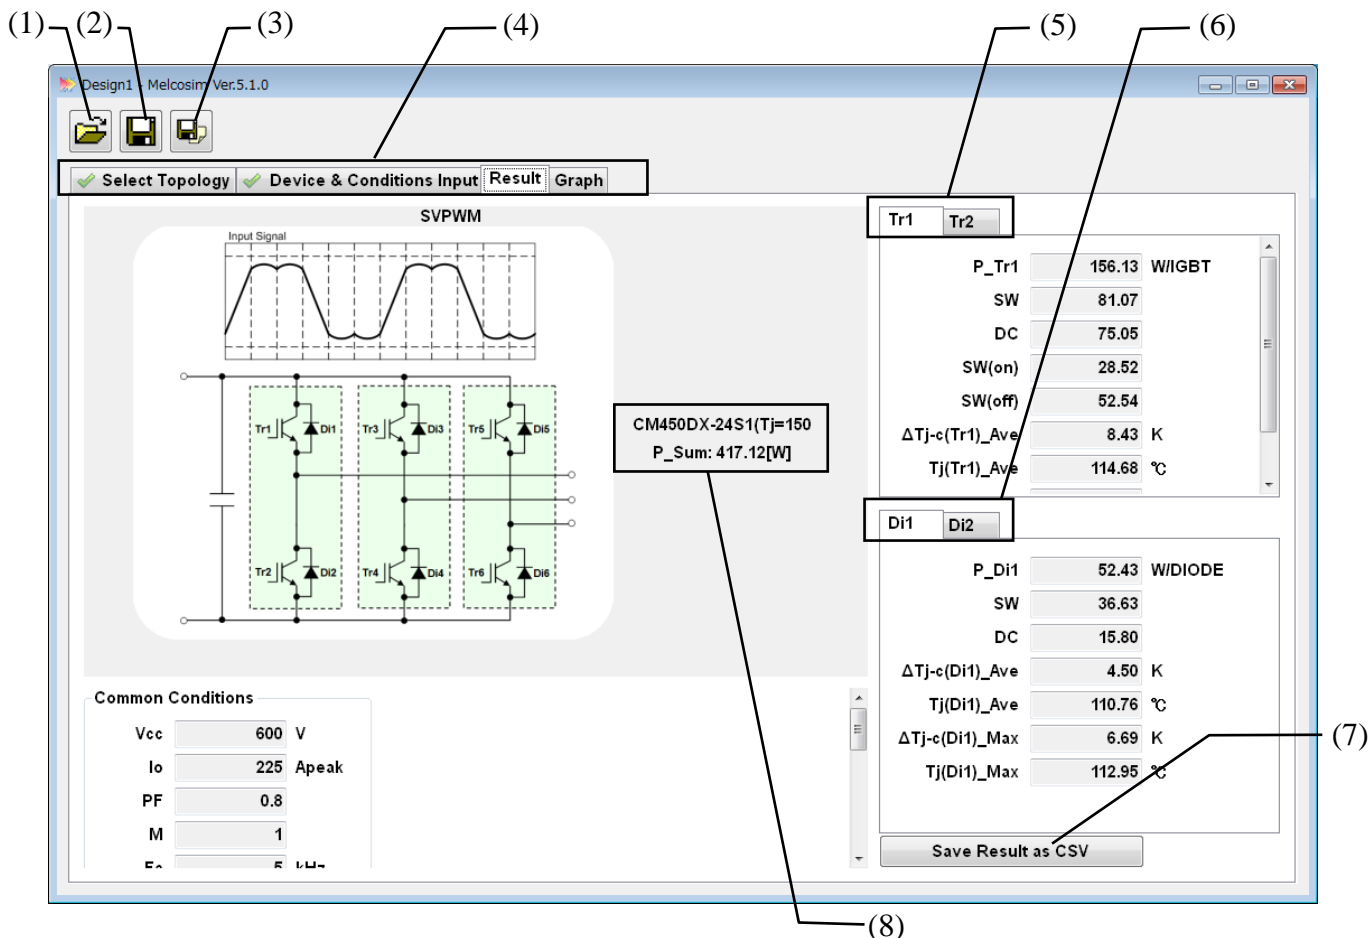 (1) (2) (3) (4) (5) (6)
Design1 - Melcosim Ver.5.1.0
Select Topology Device & Conditions Input Result Graph
SVPWM
Input Signal
Tr1 Di1 Tr3 Di3 Tr5 Di5
Tr2 Di2 Tr4 Di4 Tr6 Di6
CM450DX-24S1(Tj=150
P_Sum: 417.12[W]
Common Conditions
Vcc 600 V
Io 225 Apeak
PF 0.8
M 1
Fc 5 kHz
Tr1 Tr2
P_Tr1 156.13 W/IGBT
SW 81.07
DC 75.05
SW(on) 28.52
SW(off) 52.54
ΔTj-c(Tr1)_Ave 8.43 K
Tj(Tr1)_Ave 114.68 ℃
Di1 Di2
P_Di1 52.43 W/DIODE
SW 36.63
DC 15.80
ΔTj-c(Di1)_Ave 4.50 K
Tj(Di1)_Ave 110.76 ℃
ΔTj-c(Di1)_Max 6.69 K
Tj(Di1)_Max 112.95 ℃
Save Result as CSV
(7)
(8)